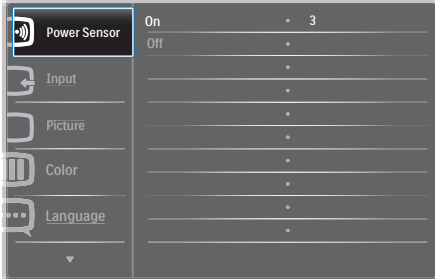 Power Sensor
On 3
Off
Input
Picture
Color
Language